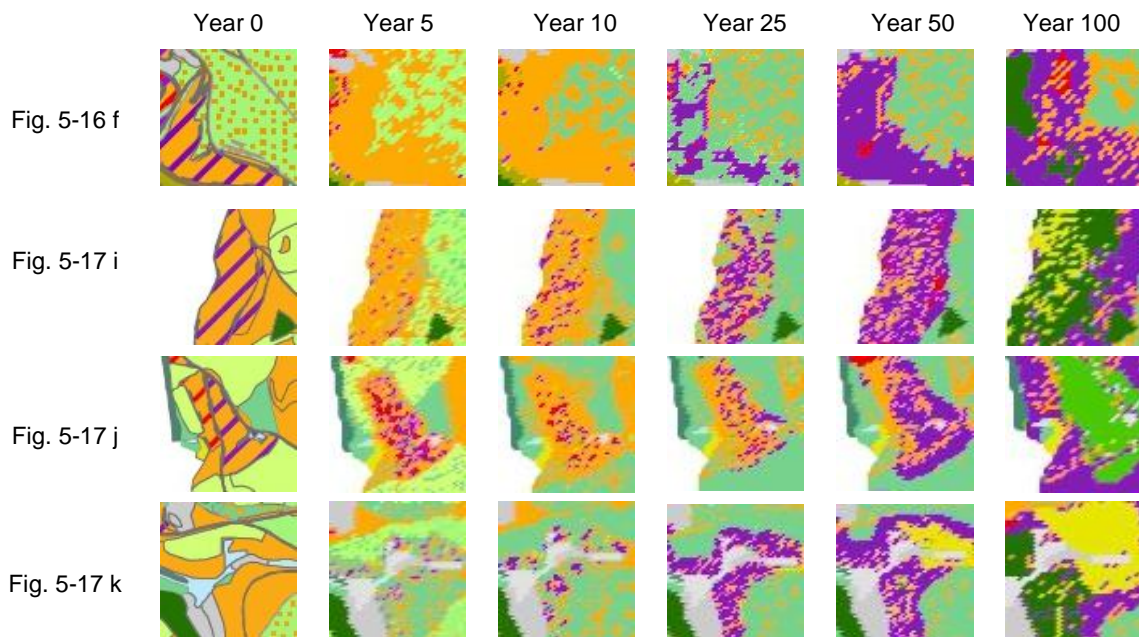 Year 0 Year 5 Year 10 Year 25 Year 50 Year 100
Fig. 5-16 f
Fig. 5-17 i
Fig. 5-17 j
Fig. 5-17 k